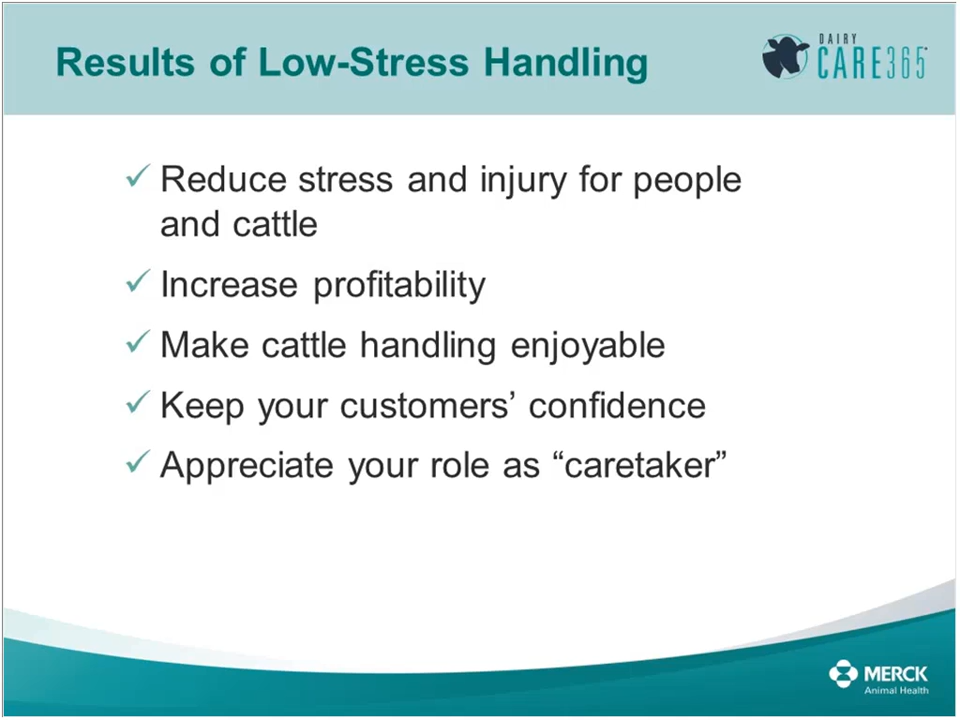 Results of Low-Stress Handling
DAIRY
CARE365
✓ Reduce stress and injury for people
and cattle
✓ Increase profitability
✓ Make cattle handling enjoyable
✓ Keep your customers’ confidence
✓ Appreciate your role as “caretaker”
MERCK
Animal Health